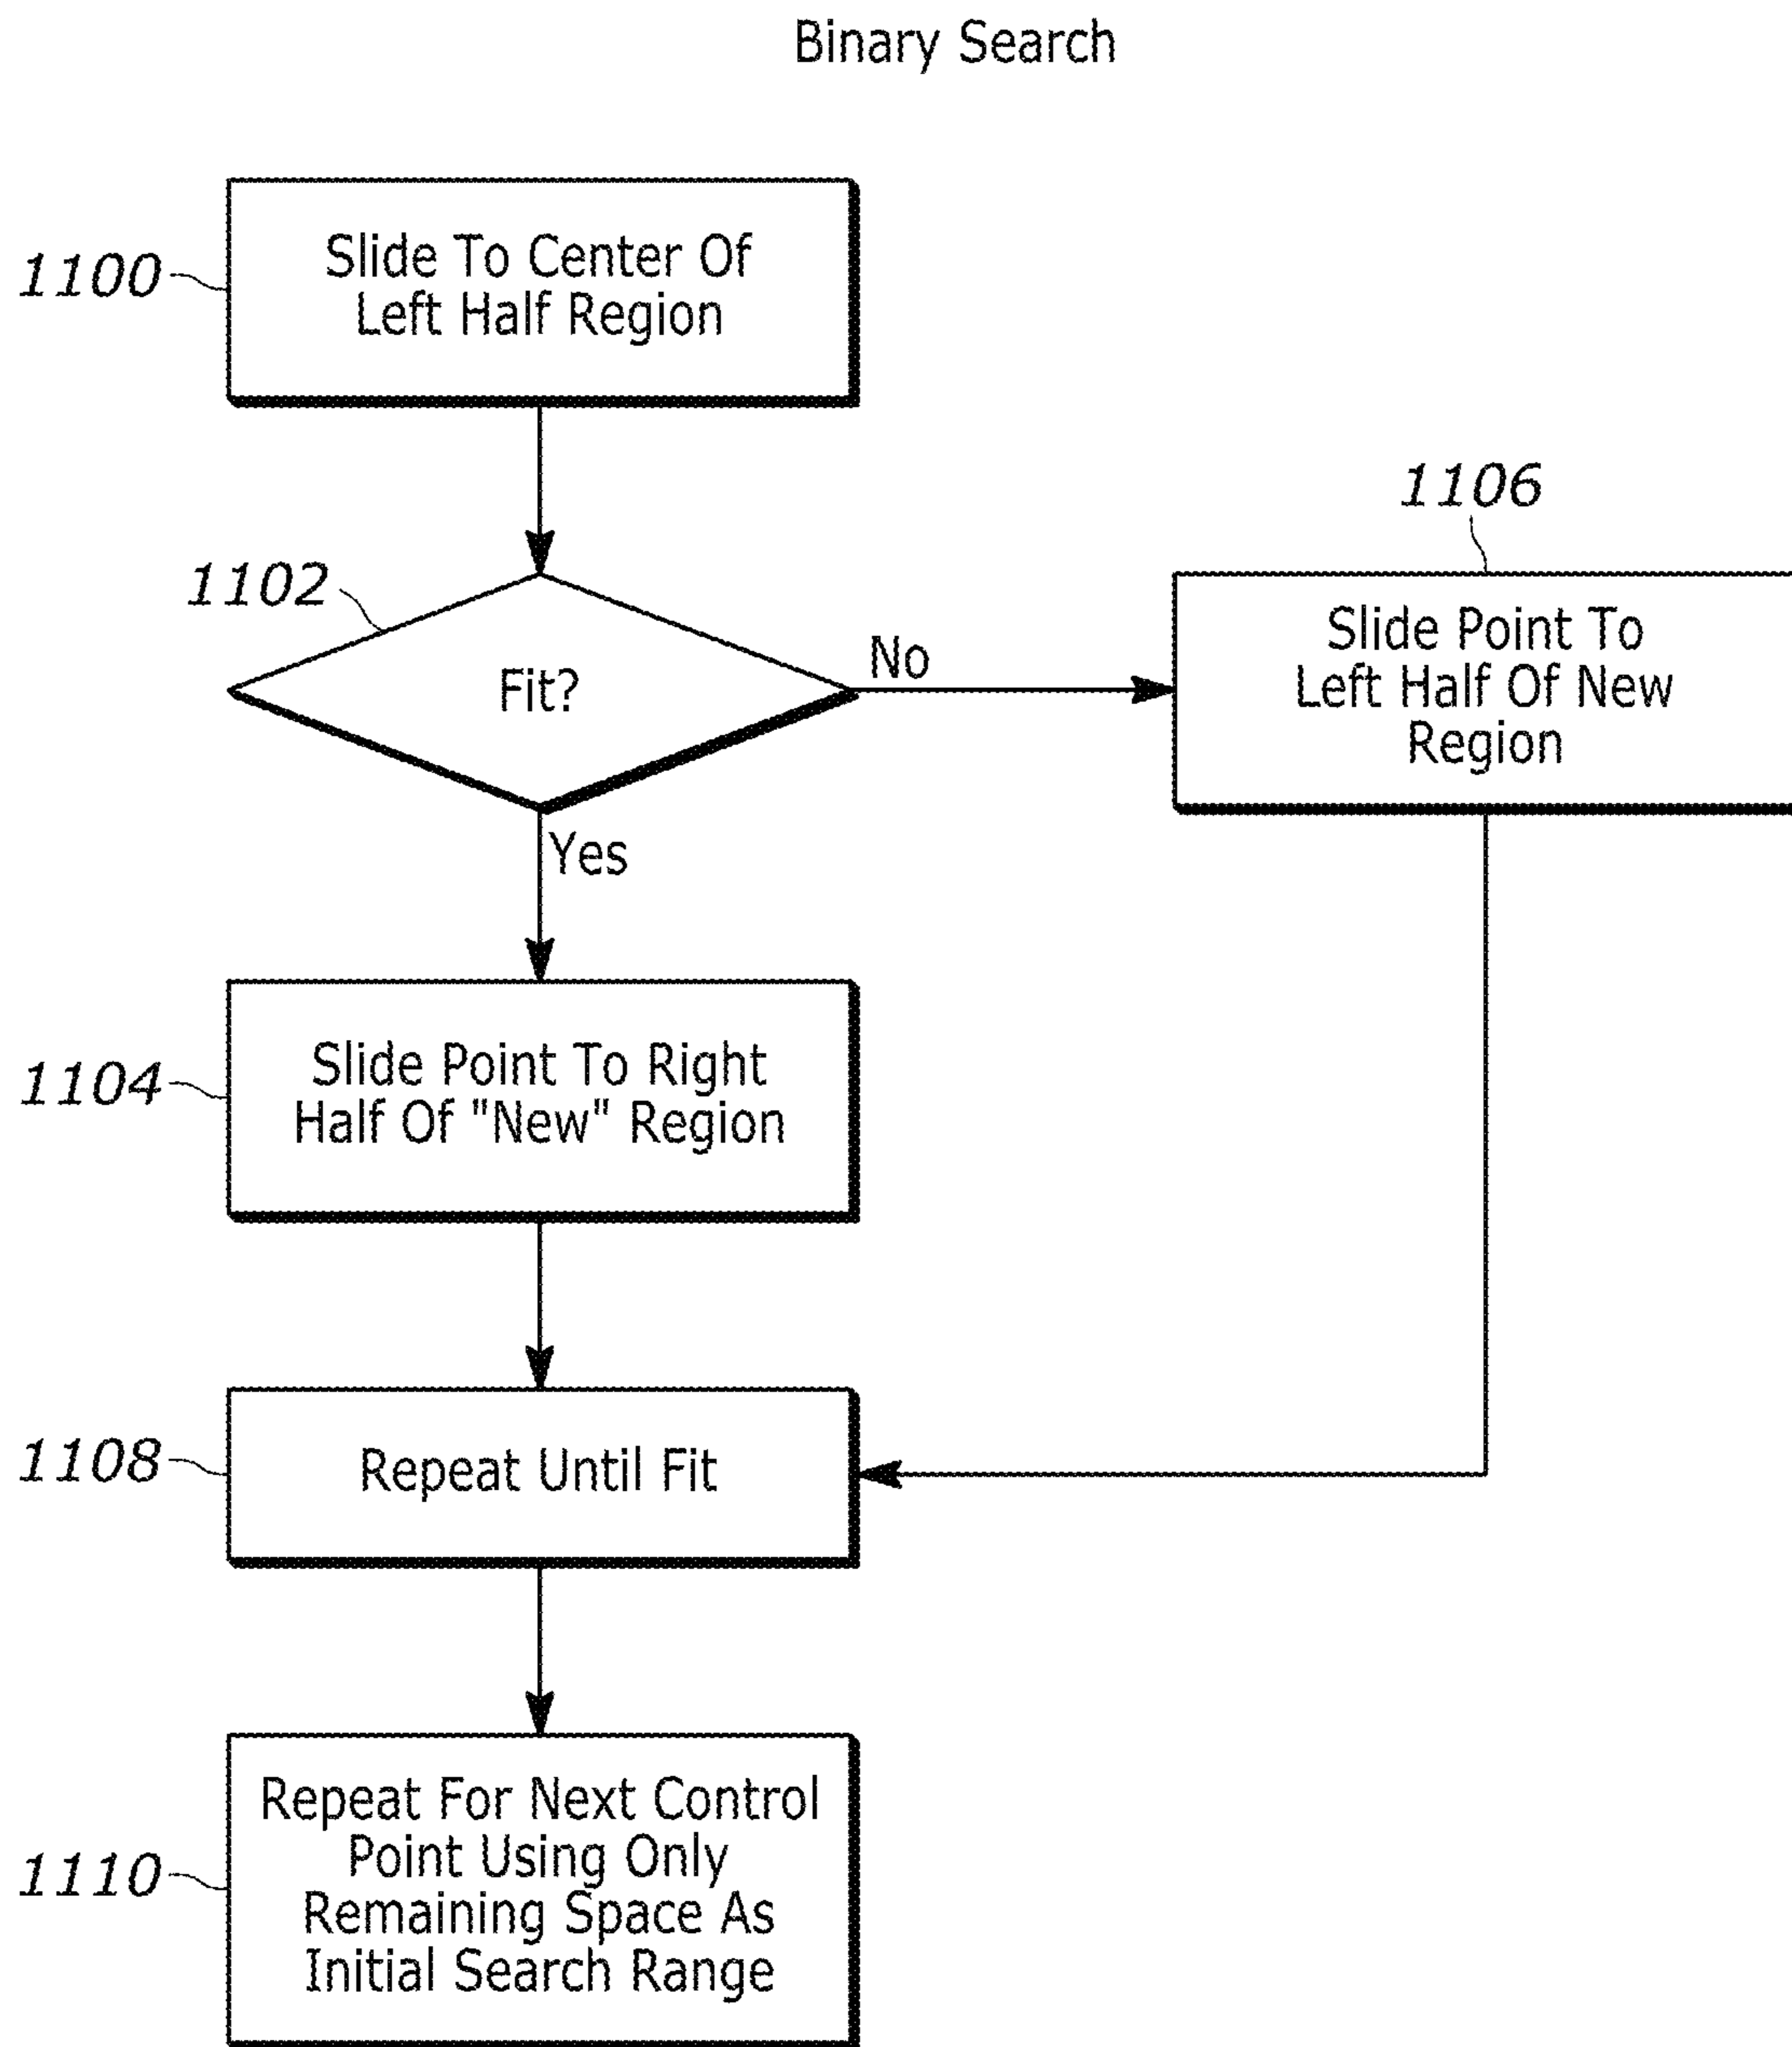 Binary Search
1100
Slide To Center Of
Left Half Region
1102
Fit?
No
1106
Slide Point To
Left Half Of New
Region
Yes
1104
Slide Point To Right
Half Of "New" Region
1108
Repeat Until Fit
1110
Repeat For Next Control
Point Using Only
Remaining Space As
Initial Search Range